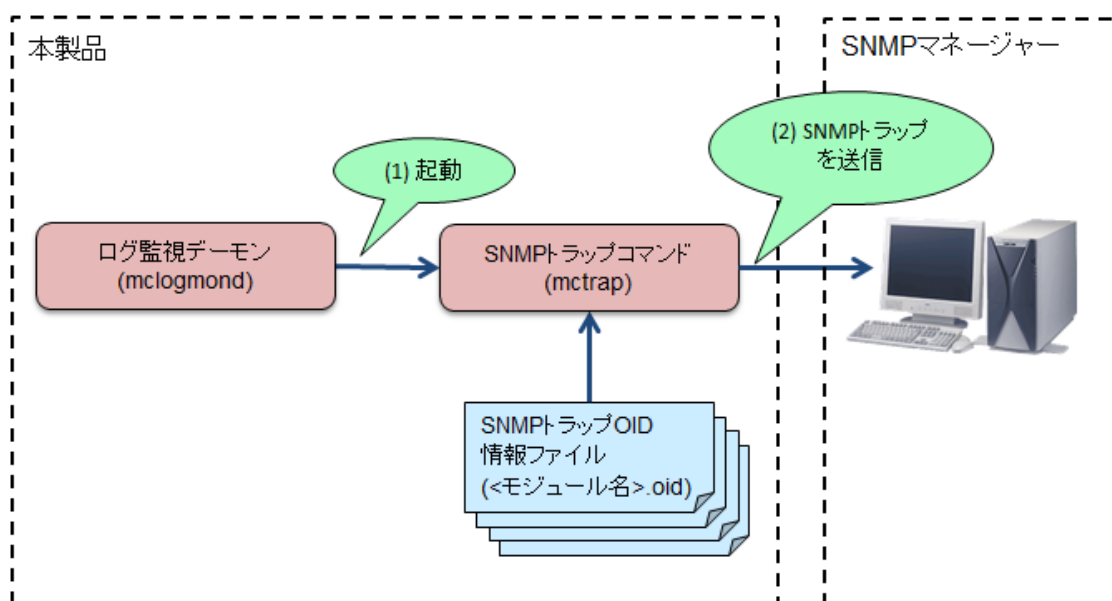 本製品
SNMPマネージャー
(1) 起動
(2) SNMPトラップ
を送信
ログ監視デーモン
(mclogmond)
SNMPトラップコマンド
(mctrap)
SNMPトラップOID
情報ファイル
(<モジュール名>.oid)